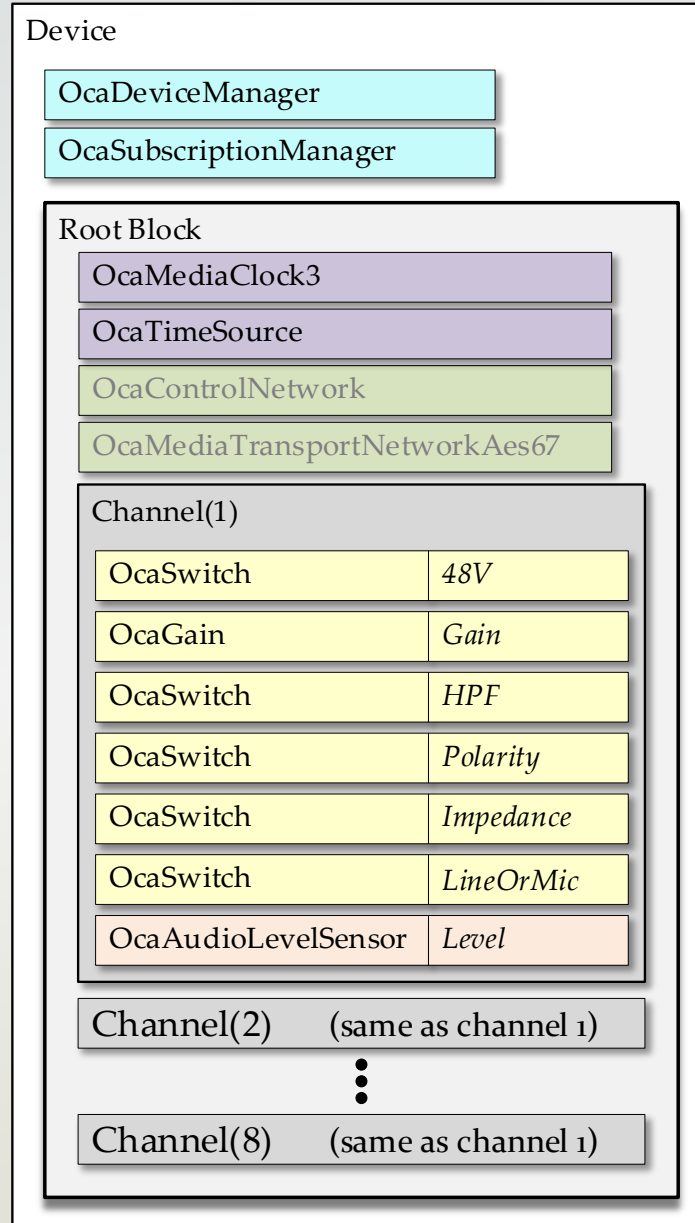 Device
OcaDeviceManager
OcaSubscriptionManager
Root Block
OcaMediaClock3
OcaTimeSource
OcaControlNetwork
OcaMediaTransportNetworkAes67
Channel(1)
OcaSwitch 48V
OcaGain Gain
OcaSwitch HPF
OcaSwitch Polarity
OcaSwitch Impedance
OcaSwitch LineOrMic
OcaAudioLevelSensor Level
Channel(2) (same as channel 1)
Channel(8) (same as channel 1)